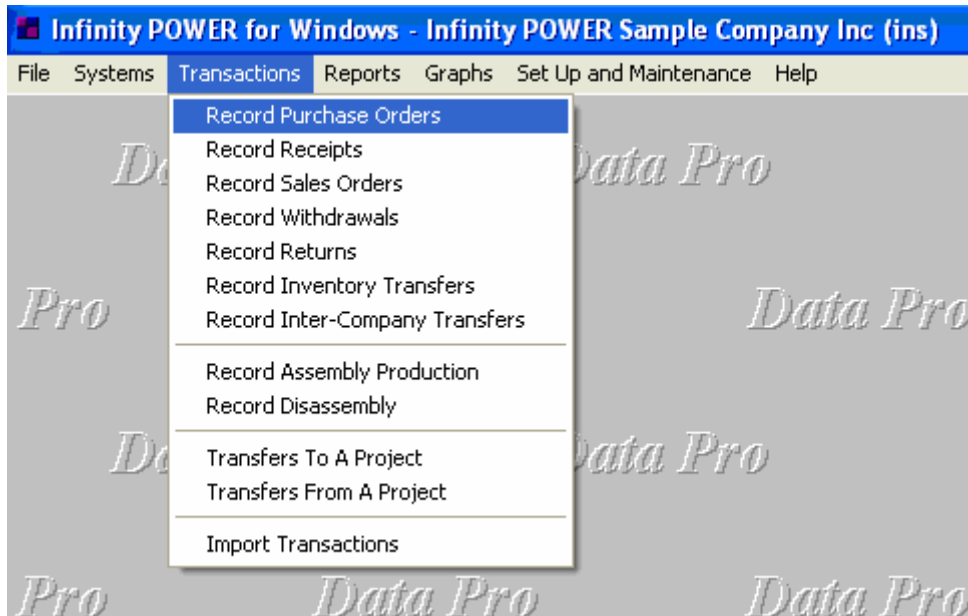 Infinity POWER for Windows - Infinity POWER Sample Company Inc (ins)
File Systems Transactions Reports Graphs Set Up and Maintenance Help
Record Purchase Orders
Record Receipts
Record Sales Orders
Record Withdrawals
Record Returns
Record Inventory Transfers
Record Inter-Company Transfers
Record Assembly Production
Record Disassembly
Transfers To A Project
Transfers From A Project
Import Transactions
Data Pro
Pro
Data Pro
Data Pro
Pro
Data Pro
Data Pro